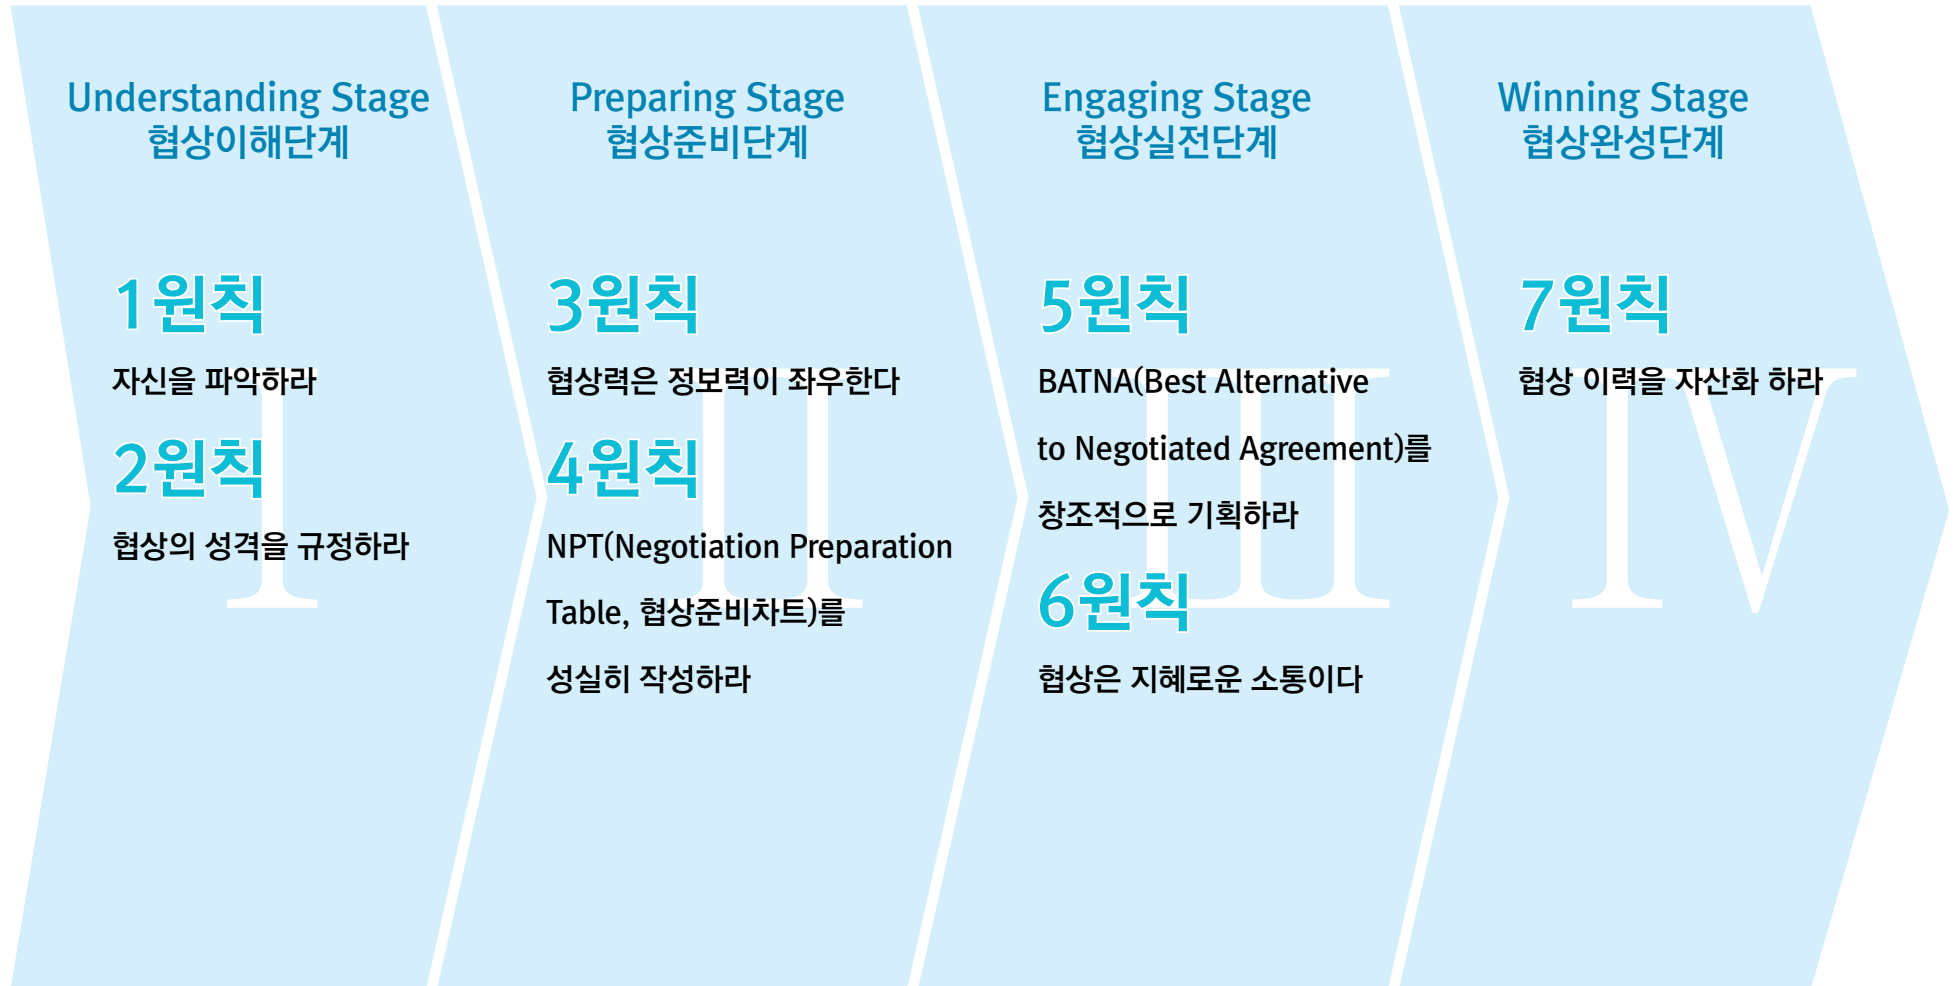 Understanding Stage
협상이해단계
1원칙
자신을 파악하라
2원칙
협상의 성격을 규정하라
I
Preparing Stage
협상준비단계
3원칙
협상력은 정보력이 좌우한다
4원칙
NPT(Negotiation Preparation
Table, 협상준비차트)를
성실히 작성하라
II
Engaging Stage
협상실전단계
5원칙
BATNA(Best Alternative
to Negotiated Agreement)를
창조적으로 기획하라
6원칙
협상은 지혜로운 소통이다
III
Winning Stage
협상완성단계
7원칙
협상 이력을 자산화 하라
IV